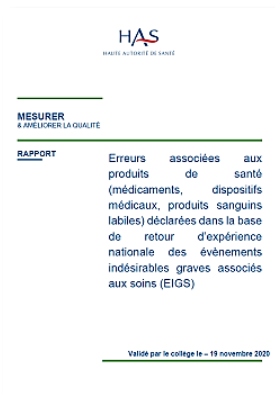 HAS
HAUTE AUTORITÉ DE SANTÉ
MESURER
& AMÉLIORER LA QUALITÉ
RAPPORT
Erreurs associées aux
produits de santé
(médicaments, dispositifs
médicaux, produits sanguins
labiles) déclarées dans la base
de retour d'expérience
nationale des évènements
indésirables graves associés
aux soins (EIGS)
Validé par le collège le – 19 novembre 2020